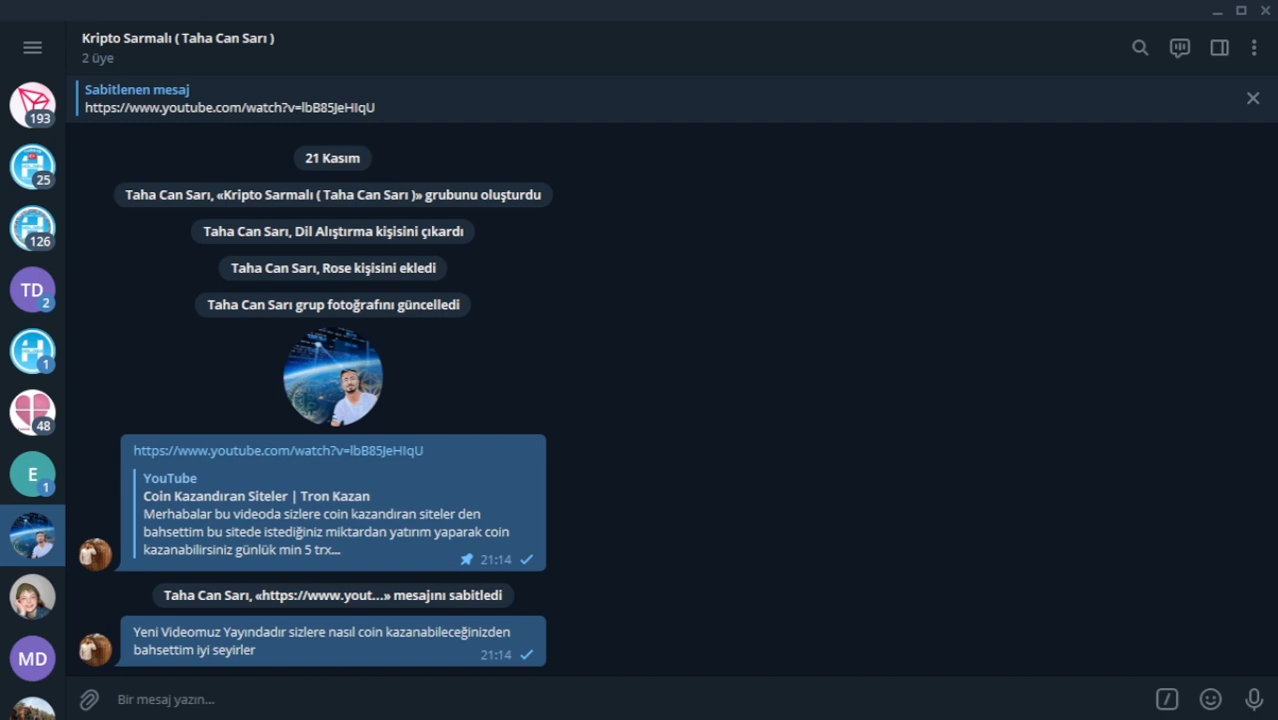 Kripto Sarmalı ( Taha Can Sarı )
2 üye
Sabitlenen mesaj
https://www.youtube.com/watch?v=lbB85JeHIqU
193
25
126
TD
2
1
48
E
1
MD
21 Kasım
Taha Can Sarı, «Kripto Sarmalı ( Taha Can Sarı )» grubunu oluşturdu
Taha Can Sarı, Dil Alıştırma kişisini çıkardı
Taha Can Sarı, Rose kişisini ekledi
Taha Can Sarı grup fotoğrafını güncelledi
https://www.youtube.com/watch?v=lbB85JeHIqU
YouTube
Coin Kazandıran Siteler | Tron Kazan
Merhabalar bu videoda sizlere coin kazandıran siteler den
bahsettim bu sitede istediğiniz miktardan yatırım yaparak coin
kazanabilirsiniz günlük min 5 trx...
21:14
Taha Can Sarı, «https://www.yout...» mesajını sabitledi
Yeni Videomuz Yayındadır sizlere nasıl coin kazanabileceğinizden
bahsettim iyi seyirler
21:14
Bir mesaj yazın...